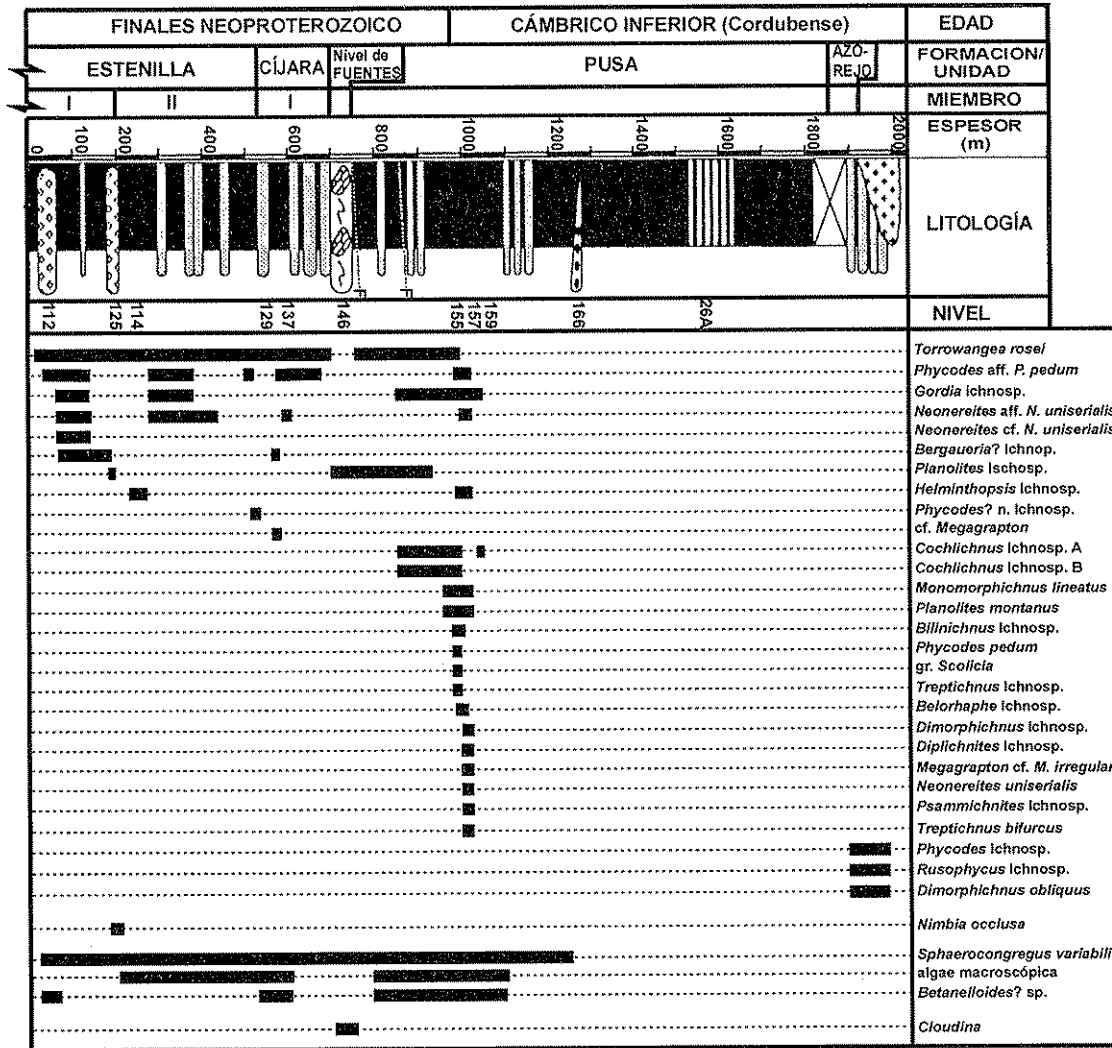 FINALES NEOPROTEROZOICO CÁMBRICO INFERIOR (Cordubense) EDAD
ESTENILLA CÍJARA Nivel de FUENTES PUSA AZO-REJO FORMACION/UNIDAD
I II I MIEMBRO
0 100 200 400 600 800 1000 1200 1400 1600 1800 2000 ESPESOR (m)
LITOLOGÍA
F F
112 125 114 129 137 146 155 157 159 166 26A NIVEL
Torrowangea rosei
Phycodes aff. P. pedum
Gordia ichnosp.
Neonereites aff. N. uniserialis
Neonereites cf. N. uniserialis
Bergaueria? Ichnop.
Planolites Ischosp.
Helminthopsis Ichnosp.
Phycodes? n. Ichnosp.
cf. Megagrapton
Cochlichnus Ichnosp. A
Cochlichnus Ichnosp. B
Monomorphichnus lineatus
Planolites montanus
Bilinichnus Ichnosp.
Phycodes pedum
gr. Scolicia
Treptichnus Ichnosp.
Belorhaphe Ichnosp.
Dimorphichnus Ichnosp.
Diplichnites Ichnosp.
Megagrapton cf. M. irregular
Neonereites uniserialis
Psammichnites Ichnosp.
Treptichnus bifurcus
Phycodes Ichnosp.
Rusophycus Ichnosp.
Dimorphichnus obliquus
Nimbia occlusa
Sphaerocongregus variabili
algae macroscópica
Betanelloides? sp.
Cloudina